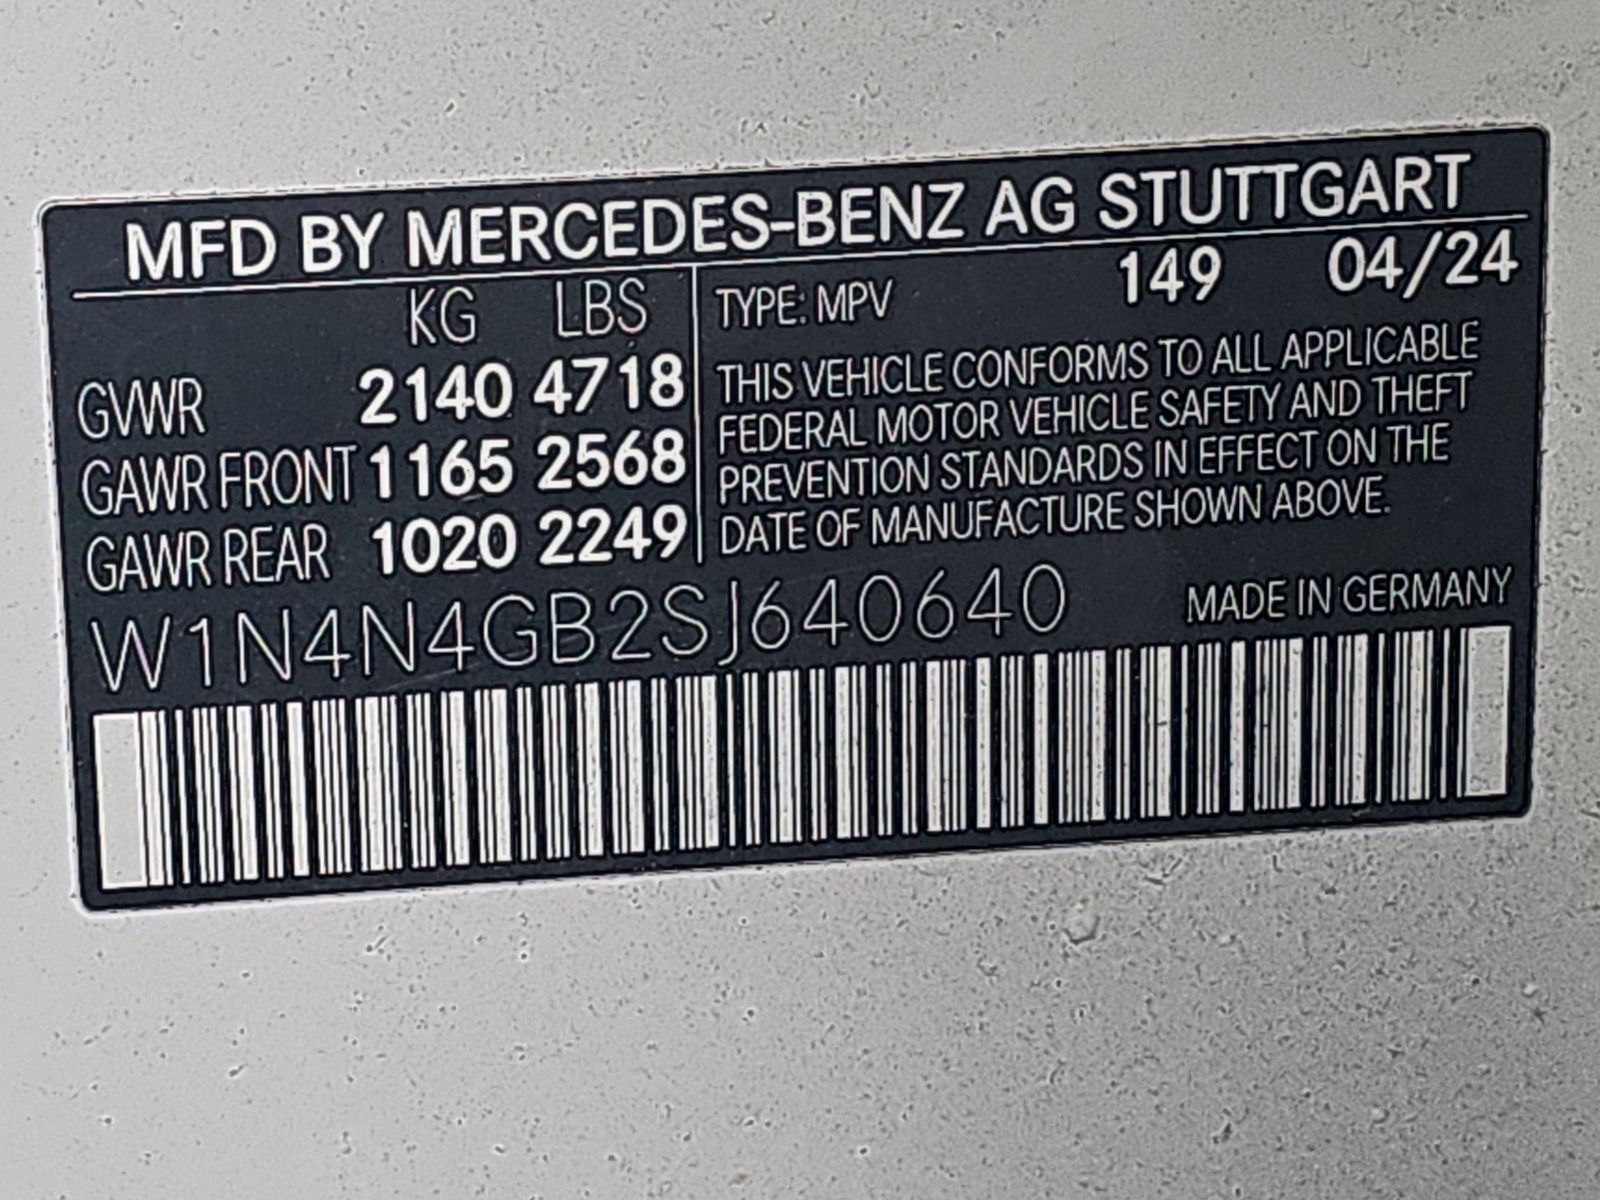 MFD BY MERCEDES-BENZ AG STUTTGART
KG LBS
GVWR 2140 4718
GAWR FRONT 1165 2568
GAWR REAR 1020 2249
TYPE: MPV 149 04/24
THIS VEHICLE CONFORMS TO ALL APPLICABLE
FEDERAL MOTOR VEHICLE SAFETY AND THEFT
PREVENTION STANDARDS IN EFFECT ON THE
DATE OF MANUFACTURE SHOWN ABOVE.
W1N4N4GB2SJ640640 MADE IN GERMANY